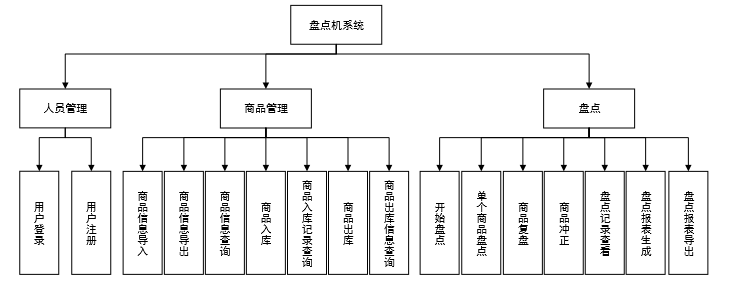 盘点机系统
人员管理
商品管理
盘点
用户登录
用户注册
商品信息导入
商品信息导出
商品信息查询
商品入库
商品入库记录查询
商品出库
商品出库信息查询
开始盘点
单个商品盘点
商品复盘
商品冲正
盘点记录查看
盘点报表生成
盘点报表导出